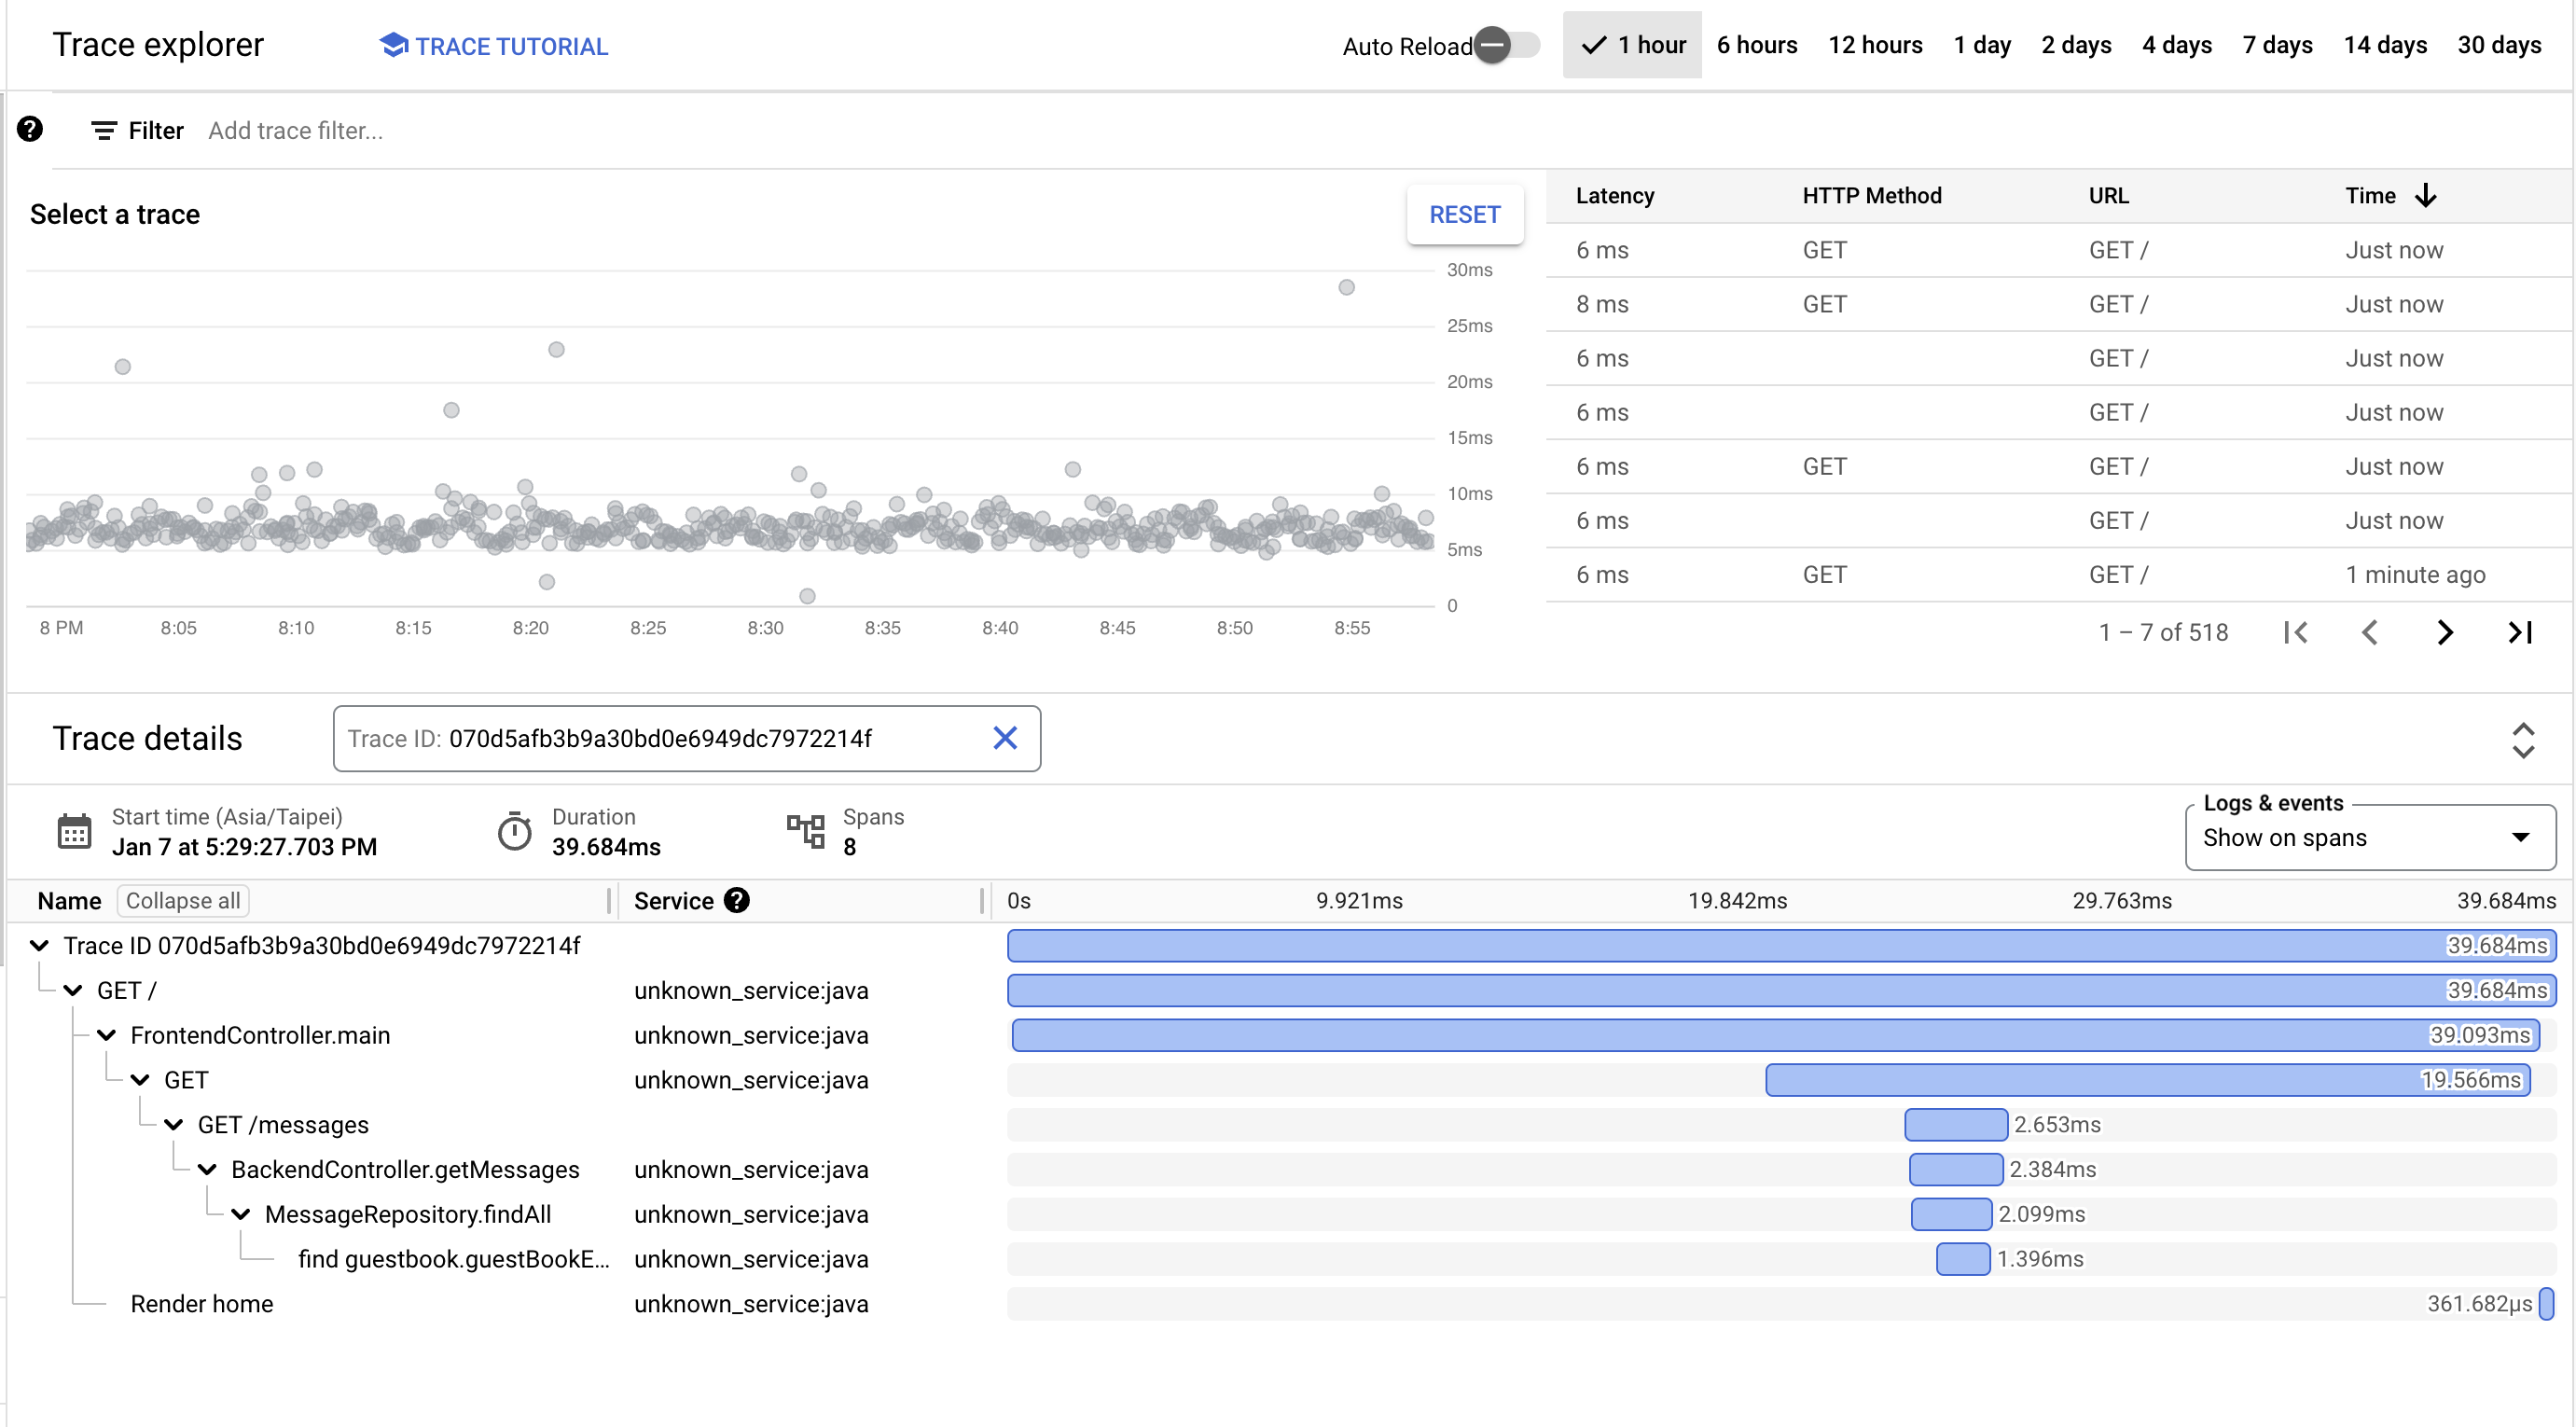 Trace explorer TRACE TUTORIAL Auto Reload 1 hour 6 hours 12 hours 1 day 2 days 4 days 7 days 14 days 30 days
? Filter Add trace filter...
Select a trace
RESET
30ms
25ms
20ms
15ms
10ms
5ms
0
8 PM 8:05 8:10 8:15 8:20 8:25 8:30 8:35 8:40 8:45 8:50 8:55
Latency HTTP Method URL Time
6 ms GET GET / Just now
8 ms GET GET / Just now
6 ms GET / Just now
6 ms GET / Just now
6 ms GET GET / Just now
6 ms GET / Just now
6 ms GET GET / 1 minute ago
1 – 7 of 518
Trace details Trace ID: 070d5afb3b9a30bd0e6949dc7972214f
Start time (Asia/Taipei) Duration Spans
Jan 7 at 5:29:27.703 PM 39.684ms 8
Logs & events
Show on spans
Name Collapse all Service ? 0s 9.921ms 19.842ms 29.763ms 39.684ms
Trace ID 070d5afb3b9a30bd0e6949dc7972214f 39.684ms
GET / unknown_service:java 39.684ms
FrontendController.main unknown_service:java 39.093ms
GET unknown_service:java 19.566ms
GET /messages 2.653ms
BackendController.getMessages unknown_service:java 2.384ms
MessageRepository.findAll unknown_service:java 2.099ms
find guestbook.guestBookE... unknown_service:java 1.396ms
Render home unknown_service:java 361.682µs